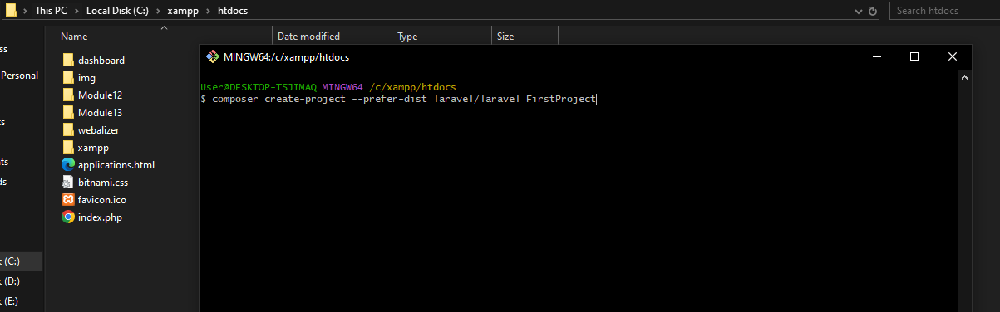 This PC > Local Disk (C:) > xampp > htdocs
Search htdocs
Name Date modified Type Size
ss
Personal
ts
nts
ds
(C:)
(D:)
(E:)
dashboard
img
Module12
Module13
webalizer
xampp
applications.html
bitnami.css
favicon.ico
index.php
MINGW64:/c/xampp/htdocs
User@DESKTOP-TSJIMAQ MINGW64 /c/xampp/htdocs
$ composer create-project --prefer-dist laravel/laravel FirstProject